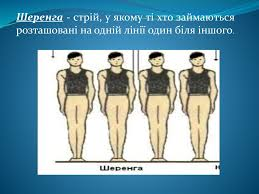 Шеренга - стрій, у якому ті хто займаються
розташовані на одній лінії один біля іншого.
Шеренга